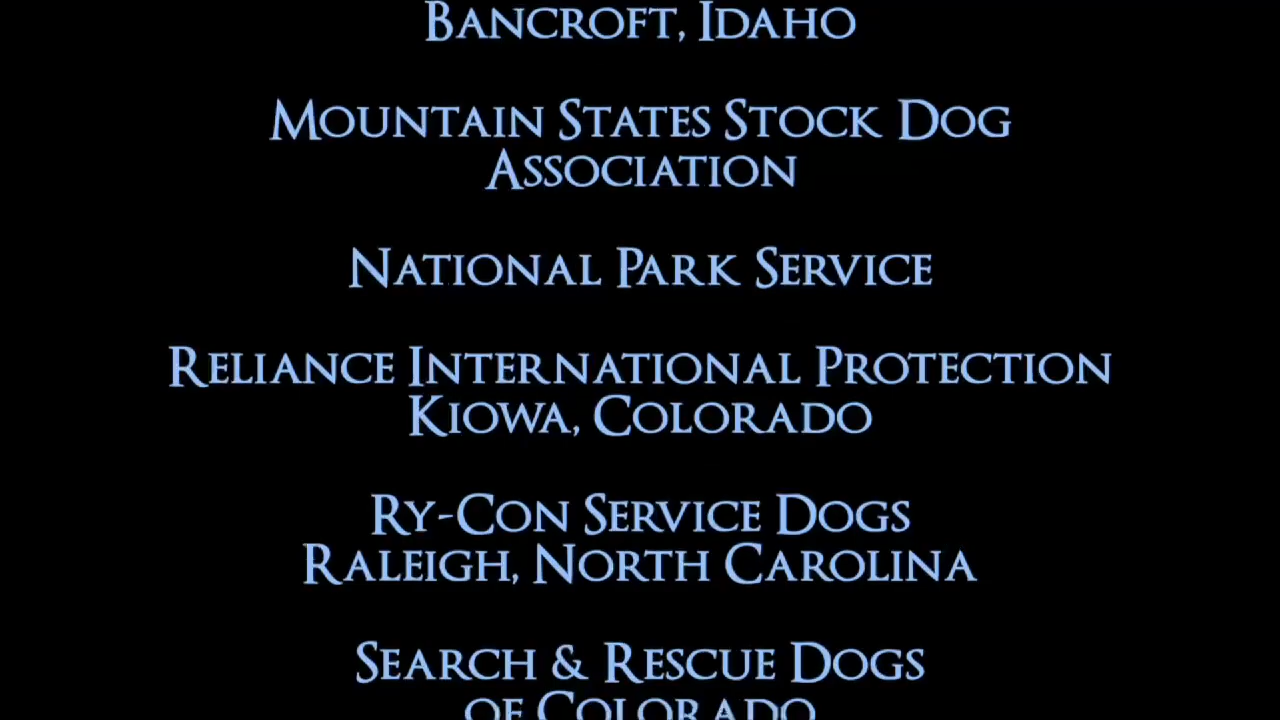 Bancroft, Idaho
Mountain States Stock Dog
Association
National Park Service
Reliance International Protection
Kiowa, Colorado
Ry-Con Service Dogs
Raleigh, North Carolina
Search & Rescue Dogs
of Colorado